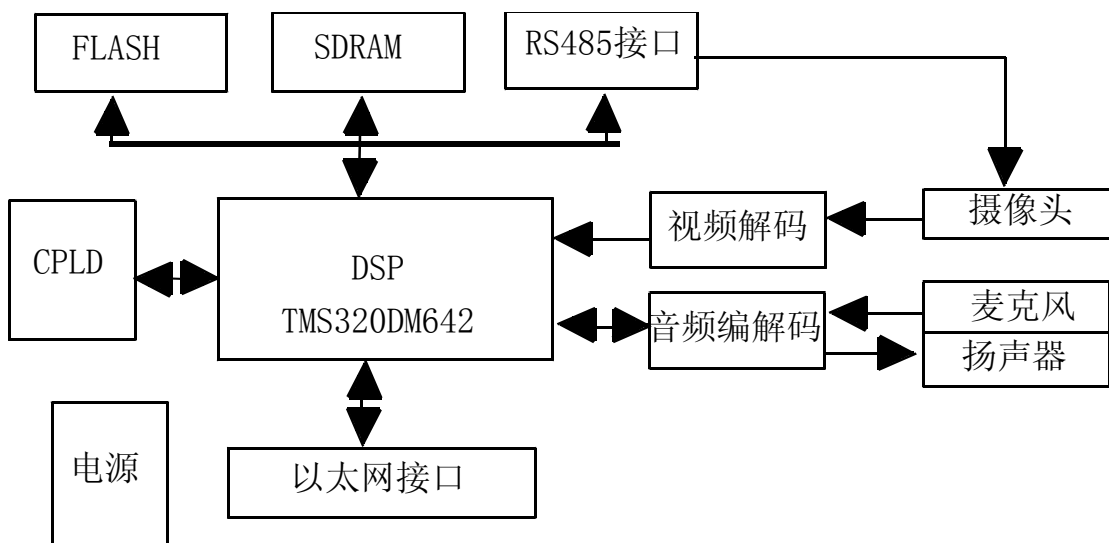 FLASH
SDRAM
RS485接口
CPLD
DSP
TMS320DM642
视频解码
摄像头
音频编解码
麦克风
扬声器
电源
以太网接口